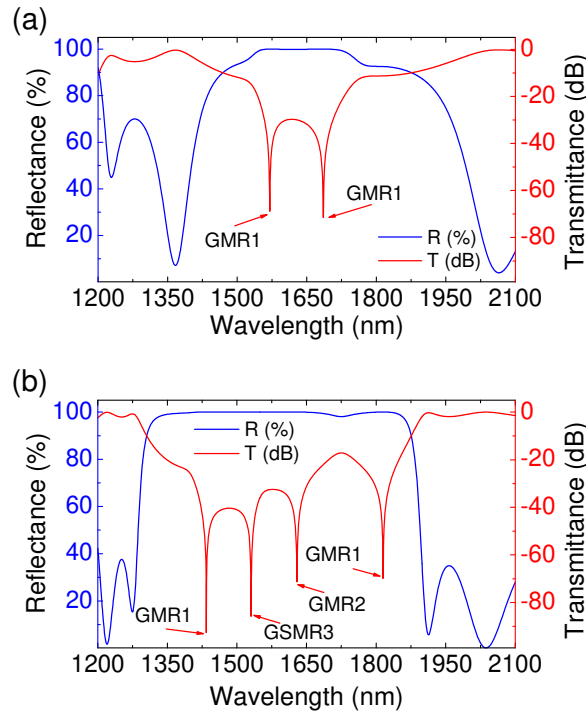 (a)
100
80
60
40
20
Reflectance (%)
0
-20
-40
-60
-80
Transmittance (dB)
GMR1
GMR1
R (%)
T (dB)
1200 1350 1500 1650 1800 1950 2100
Wavelength (nm)
(b)
100
80
60
40
20
Reflectance (%)
0
-20
-40
-60
-80
Transmittance (dB)
R (%)
T (dB)
GMR1
GMR1
GMR2
GSMR3
1200 1350 1500 1650 1800 1950 2100
Wavelength (nm)